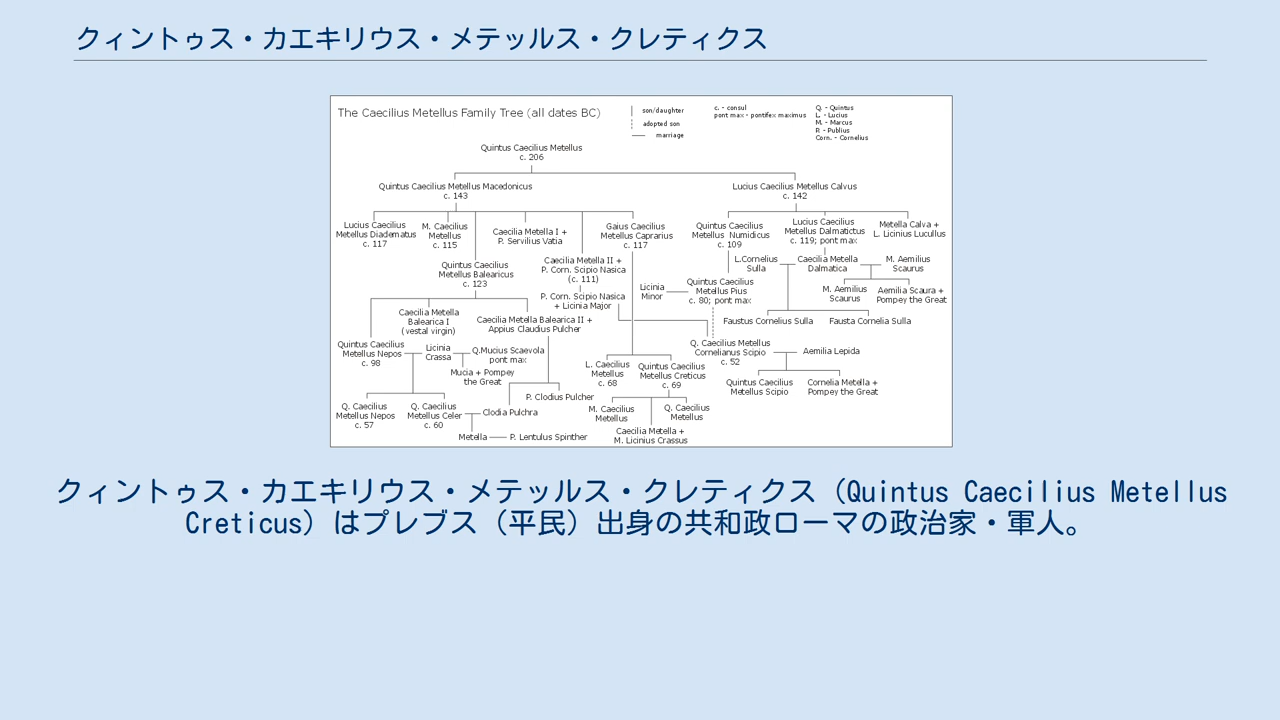 クィントゥス・カエキリウス・メテッルス・クレティクス
The Caecilius Metellus Family Tree (all dates BC)
son/daughter
adopted son
marriage
c. - consul
pont max - pontifex maximus
Q. - Quintus
L. - Lucius
M. - Marcus
P. - Publius
Corn. - Cornelius
Quintus Caecilius Metellus
c. 206
Quintus Caecilius Metellus Macedonicus
c. 143
Lucius Caecilius Metellus Calvus
c. 142
Lucius Caecilius
Metellus Diadematus
c. 117
M. Caecilius
Metellus
c. 115
Caecilia Metella I +
P. Servilius Vatia
Gaius Caecilius
Metellus Caprarius
c. 117
Quintus Caecilius
Metellus Numidicus
c. 109
Lucius Caecilius
Metellus Dalmatictus
c. 119; pont max
Metella Calva +
L. Licinius Lucullus
Quintus Caecilius
Metellus Balearicus
c. 123
Caecilia Metella II +
P. Corn. Scipio Nasica
(c. 111)
L.Cornelius
Sulla
Caecilia Metella
Dalmatica
M. Aemilius
Scaurus
P. Corn. Scipio Nasica
+ Licinia Major
Licinia
Minor
Quintus Caecilius
Metellus Pius
c. 80; pont max
M. Aemilius
Scaurus
Aemilia Scaura +
Pompey the Great
Caecilia Metella
Balearica I
(vestal virgin)
Caecilia Metella Balearica II +
Appius Claudius Pulcher
Faustus Cornelius Sulla
Fausta Cornelia Sulla
Quintus Caecilius
Metellus Nepos
c. 98
Licinia
Crassa
Q.Mucius Scaevola
pont max
Q. Caecilius Metellus
Cornelianus Scipio
c. 52
Aemilia Lepida
Mucia + Pompey
the Great
L. Caecilius
Metellus
c. 68
Quintus Caecilius
Metellus Creticus
c. 69
Quintus Caecilius
Metellus Scipio
Cornelia Metella +
Pompey the Great
P. Clodius Pulcher
Q. Caecilius
Metellus Nepos
c. 57
Q. Caecilius
Metellus Celer
c. 60
Clodia Pulchra
M. Caecilius
Metellus
Q. Caecilius
Metellus
Metella
P. Lentulus Spinther
Caecilia Metella +
M. Licinius Crassus
クィントゥス・カエキリウス・メテッルス・クレティクス（Quintus Caecilius Metellus
Creticus）はプレブス（平民）出身の共和政ローマの政治家・軍人。